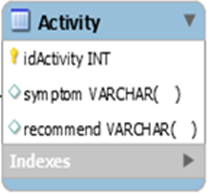 Activity
idActivity INT
symptom VARCHAR( )
recommend VARCHAR( )
Indexes